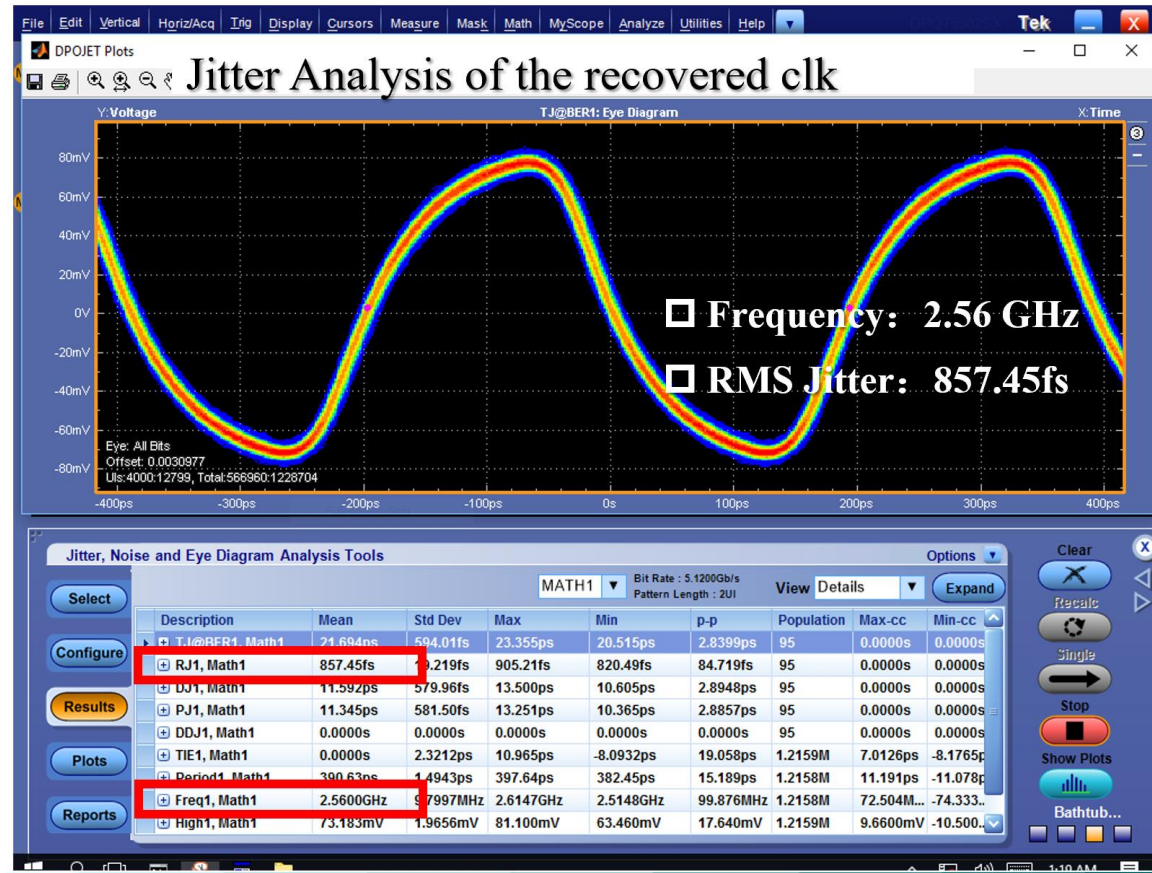 File Edit Vertical Horiz/Acq Trig Display Cursors Measure Mask Math MyScope Analyze Utilities Help Tek X
DPOJET Plots
Jitter Analysis of the recovered clk
Y:Voltage TJ@BER1: Eye Diagram X:Time
3
80mV
60mV
40mV
20mV
0V
-20mV
-40mV
-60mV
-80mV
Frequency：2.56 GHz
RMS Jitter：857.45fs
Eye: All Bits
Offset: 0.0030977
UIs:4000:12799, Total:566960:1228704
-400ps -300ps -200ps -100ps 0s 100ps 200ps 300ps 400ps
Jitter, Noise and Eye Diagram Analysis Tools Options
MATH1 Bit Rate : 5.1200Gb/s
Pattern Length : 2UI
View Details Expand
Select
Configure
Results
Plots
Reports
Description Mean Std Dev Max Min p-p Population Max-cc Min-cc
TJ@BER1, Math1 21.694ps 594.01fs 23.355ps 20.515ps 2.8399ps 95 0.0000s 0.0000s
RJ1, Math1 857.45fs 905.21fs 820.49fs 84.719fs 95 0.0000s 0.0000s
DJ1, Math1 11.592ps 579.96fs 13.500ps 10.605ps 2.8948ps 95 0.0000s 0.0000s
PJ1, Math1 11.345ps 581.50fs 13.251ps 10.365ps 2.8857ps 95 0.0000s 0.0000s
DDJ1, Math1 0.0000s 0.0000s 0.0000s 0.0000s 0.0000s 95 0.0000s 0.0000s
TIE1, Math1 0.0000s 2.3212ps 10.965ps -8.0932ps 19.058ps 1.2159M 7.0126ps -8.1765p
Period1, Math1 390.63ps 1.4943ps 397.64ps 382.45ps 15.189ps 1.2158M 11.191ps -11.078p
Freq1, Math1 2.5600GHz 2.6147GHz 2.5148GHz 99.876MHz 1.2158M 72.504M... -74.333..
High1, Math1 73.183mV 1.9656mV 81.100mV 63.460mV 17.640mV 1.2159M 9.6600mV -10.500..
Clear
Recalc
Single
Stop
Show Plots
Bathtub...
1:19 AM